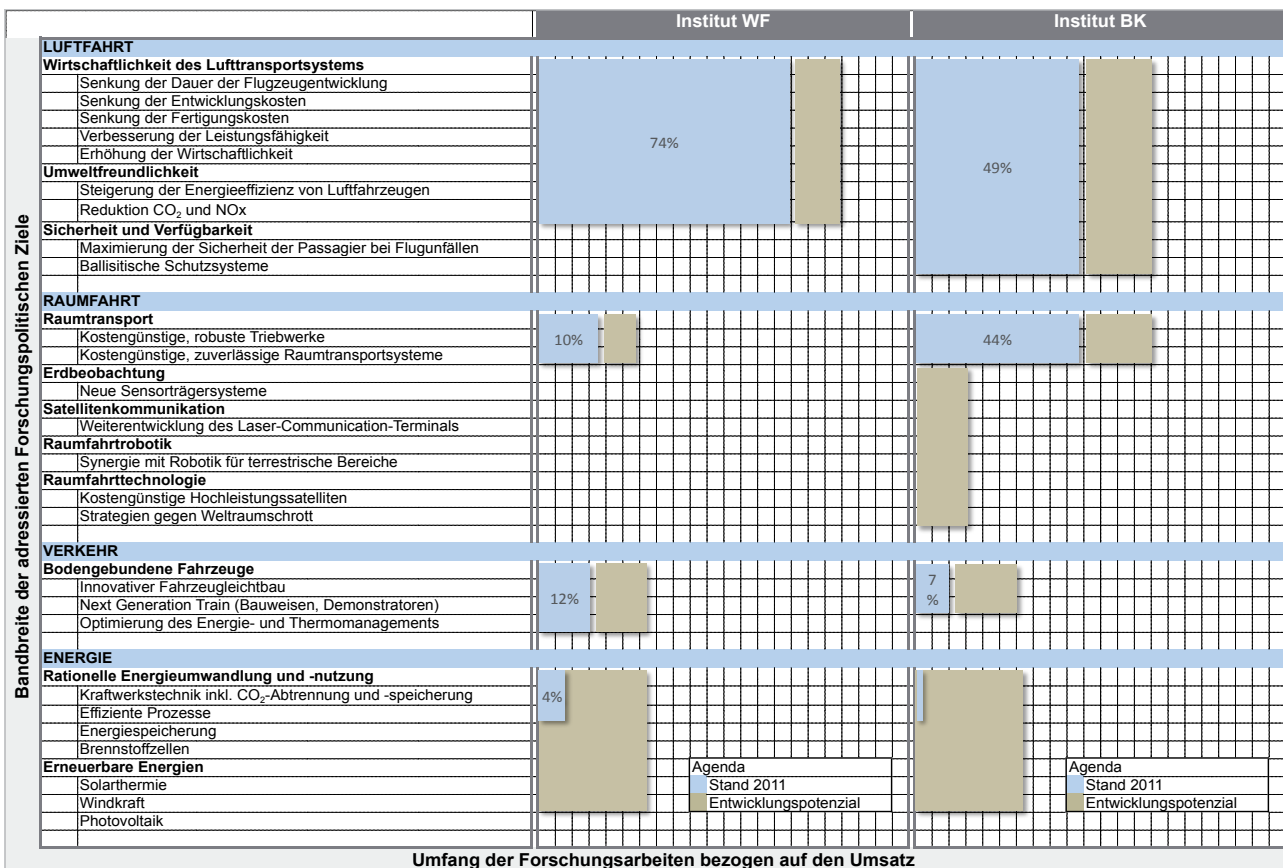 Institut WF
Institut BK
Bandbreite der adressierten Forschungspolitischen Ziele
LUFTFAHRT
Wirtschaftlichkeit des Lufttransportsystems
Senkung der Dauer der Flugzeugentwicklung
Senkung der Entwicklungskosten
Senkung der Fertigungskosten
Verbesserung der Leistungsfähigkeit
74%
Erhöhung der Wirtschaftlichkeit
49%
Umweltfreundlichkeit
Steigerung der Energieeffizienz von Luftfahrzeugen
Reduktion CO₂ und NOx
Sicherheit und Verfügbarkeit
Maximierung der Sicherheit der Passagier bei Flugunfällen
Ballisitische Schutzsysteme
RAUMFAHRT
Raumtransport
Kostengünstige, robuste Triebwerke
10%
44%
Kostengünstige, zuverlässige Raumtransportsysteme
Erdbeobachtung
Neue Sensorträgersysteme
Satellitenkommunikation
Weiterentwicklung des Laser-Communication-Terminals
Raumfahrtrobotik
Synergie mit Robotik für terrestrische Bereiche
Raumfahrttechnologie
Kostengünstige Hochleistungssatelliten
Strategien gegen Weltraumschrott
VERKEHR
Bodengebundene Fahrzeuge
Innovativer Fahrzeugleichtbau
12%
7
%
Next Generation Train (Bauweisen, Demonstratoren)
Optimierung des Energie- und Thermomanagements
ENERGIE
Rationelle Energieumwandlung und -nutzung
Kraftwerkstechnik inkl. CO₂-Abtrennung und -speicherung
4%
Effiziente Prozesse
Energiespeicherung
Brennstoffzellen
Erneuerbare Energien
Solarthermie
Windkraft
Photovoltaik
Agenda
Stand 2011
Entwicklungspotenzial
Agenda
Stand 2011
Entwicklungspotenzial
Umfang der Forschungsarbeiten bezogen auf den Umsatz